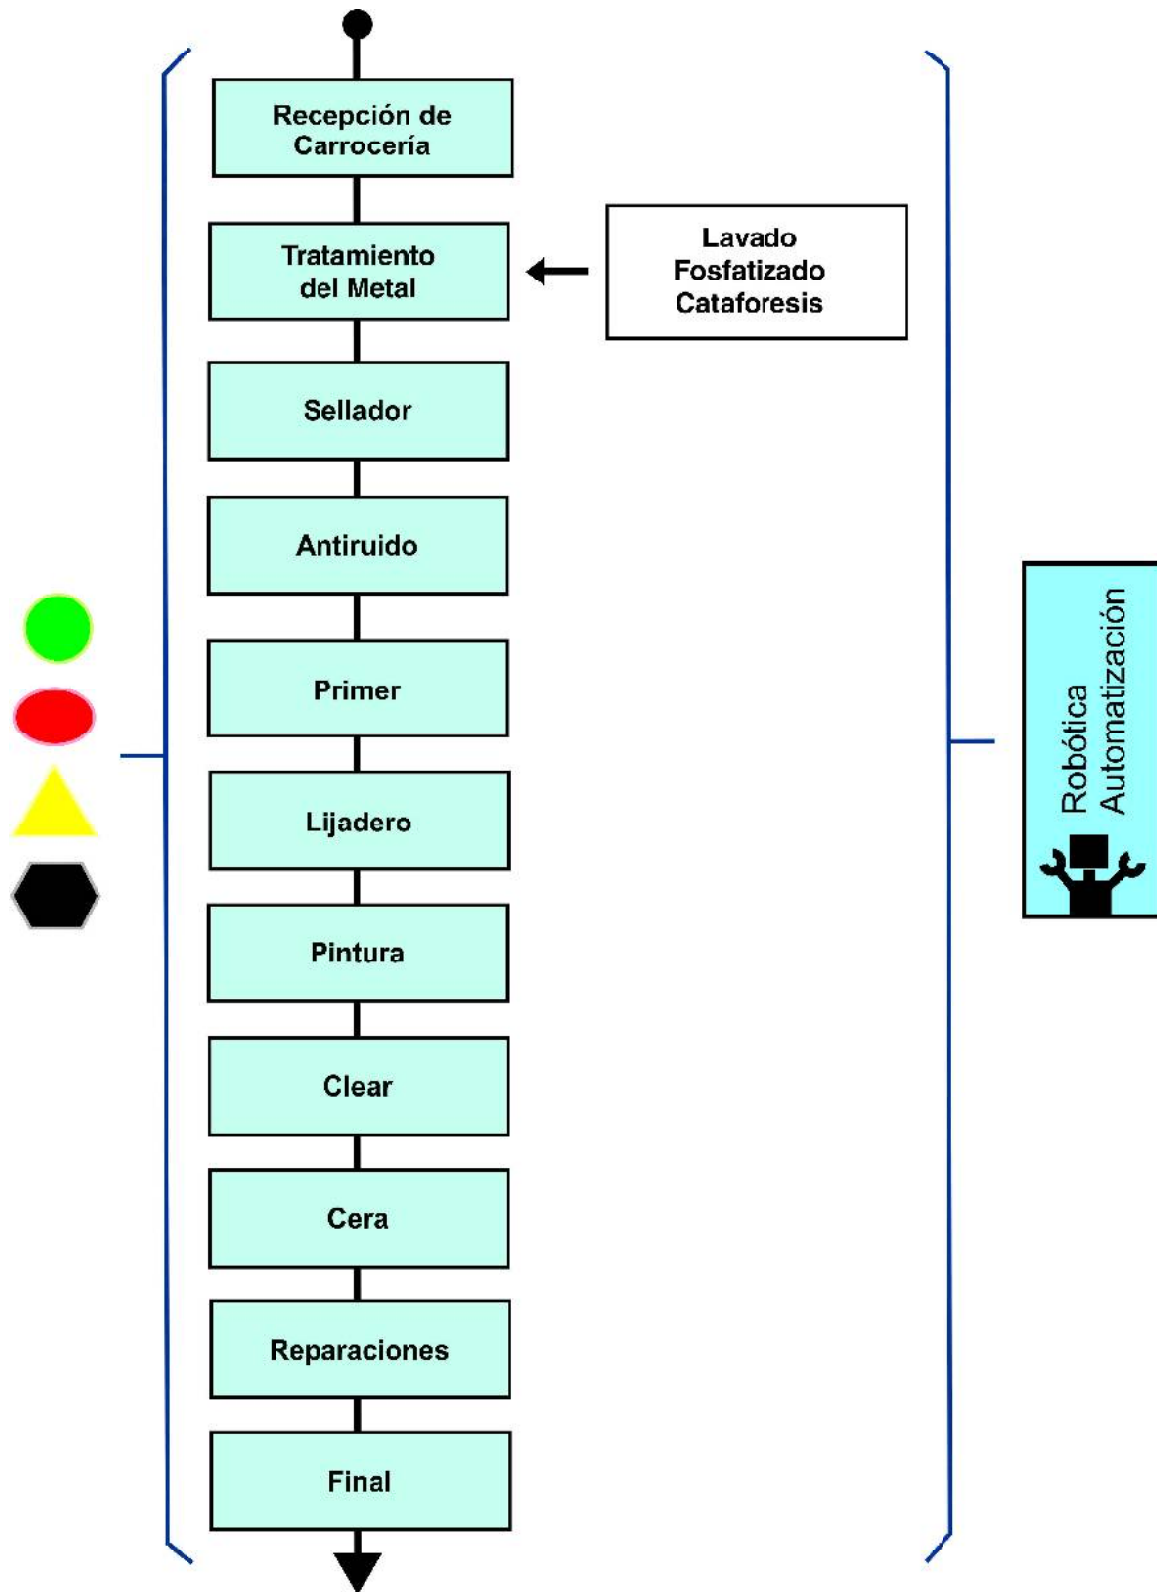 Recepción de
Carrocería
Tratamiento
del Metal
Lavado
Fosfatizado
Cataforesis
Sellador
Antiruido
Primer
Lijadero
Pintura
Clear
Cera
Reparaciones
Final
Robótica
Automatización